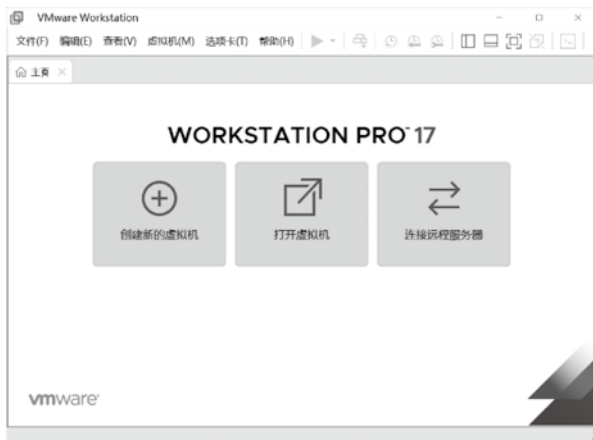 VMware Workstation
文件(F) 编辑(E) 查看(V) 虚拟机(M) 选项卡(T) 帮助(H)
主页
WORKSTATION PRO™ 17
创建新的虚拟机 打开虚拟机 连接远程服务器
vmware®